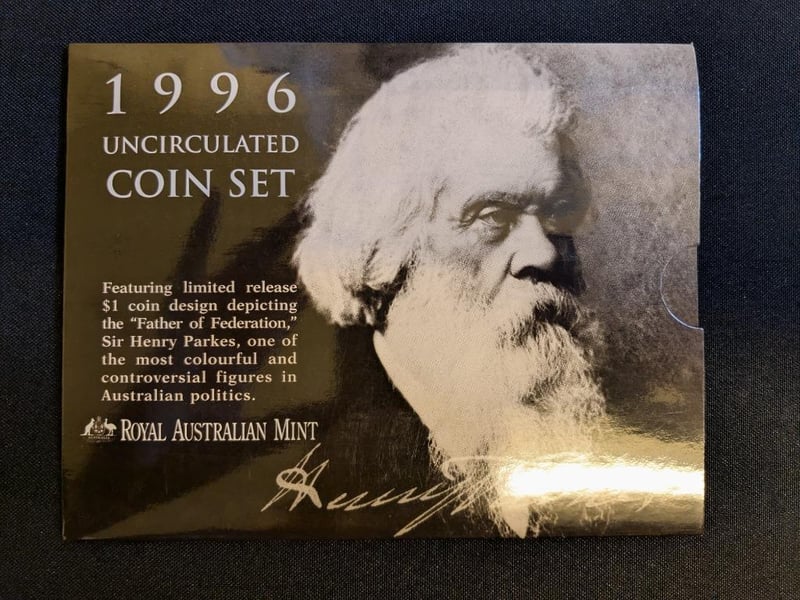 1996
UNCIRCULATED
COIN SET
Featuring limited release
$1 coin design depicting
the “Father of Federation,”
Sir Henry Parkes, one of
the most colourful and
controversial figures in
Australian politics.
ROYAL AUSTRALIAN MINT
Henry